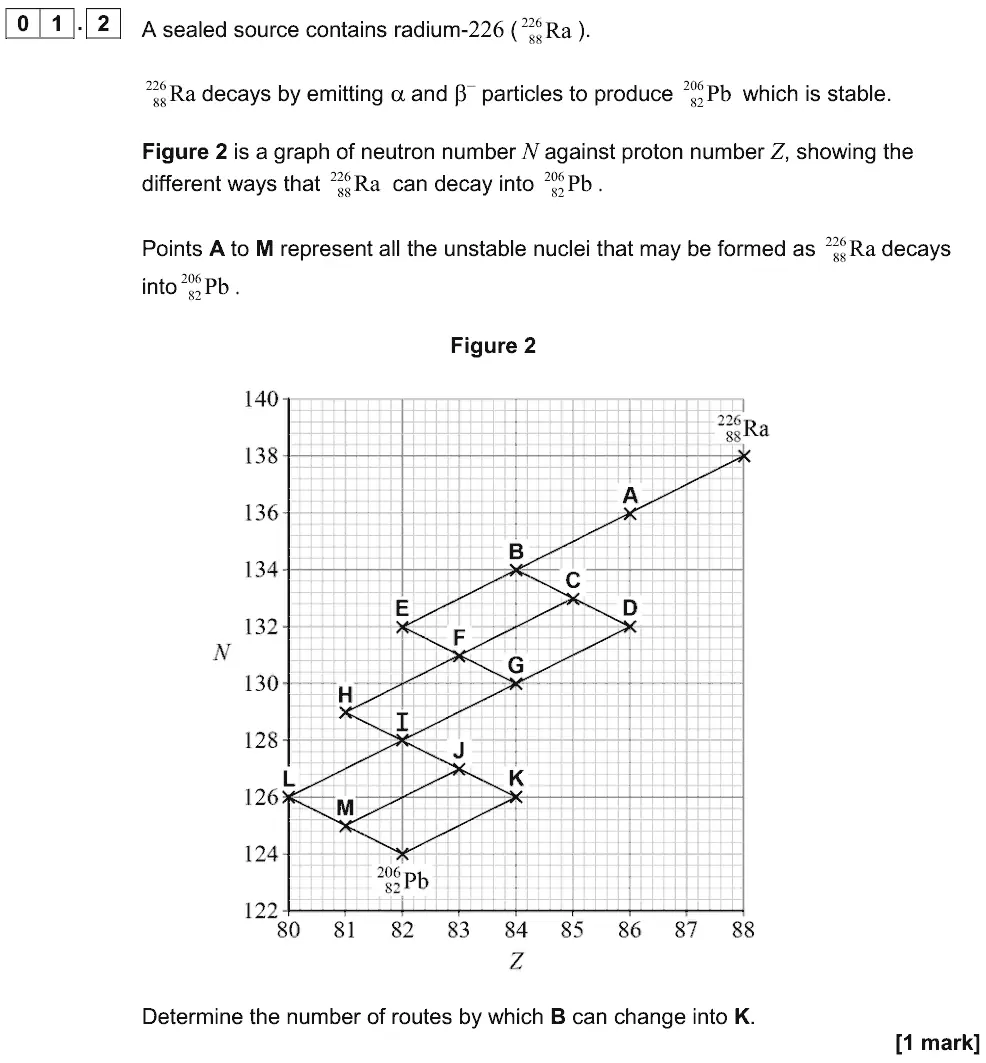 0 1 . 2 A sealed source contains radium-226 ( ²²⁶₈₈Ra ).
²²⁶₈₈Ra decays by emitting α and β⁻ particles to produce ²⁰⁶₈₂Pb which is stable.
Figure 2 is a graph of neutron number N against proton number Z, showing the
different ways that ²²⁶₈₈Ra can decay into ²⁰⁶₈₂Pb .
Points A to M represent all the unstable nuclei that may be formed as ²²⁶₈₈Ra decays
into ²⁰⁶₈₂Pb .
Figure 2
140
²²⁶₈₈Ra
138
A
136
B
134
C
E
D
132
F
N
G
130
H
I
128
J
L
K
126
M
124
²⁰⁶₈₂Pb
122
80 81 82 83 84 85 86 87 88
Z
Determine the number of routes by which B can change into K.
[1 mark]